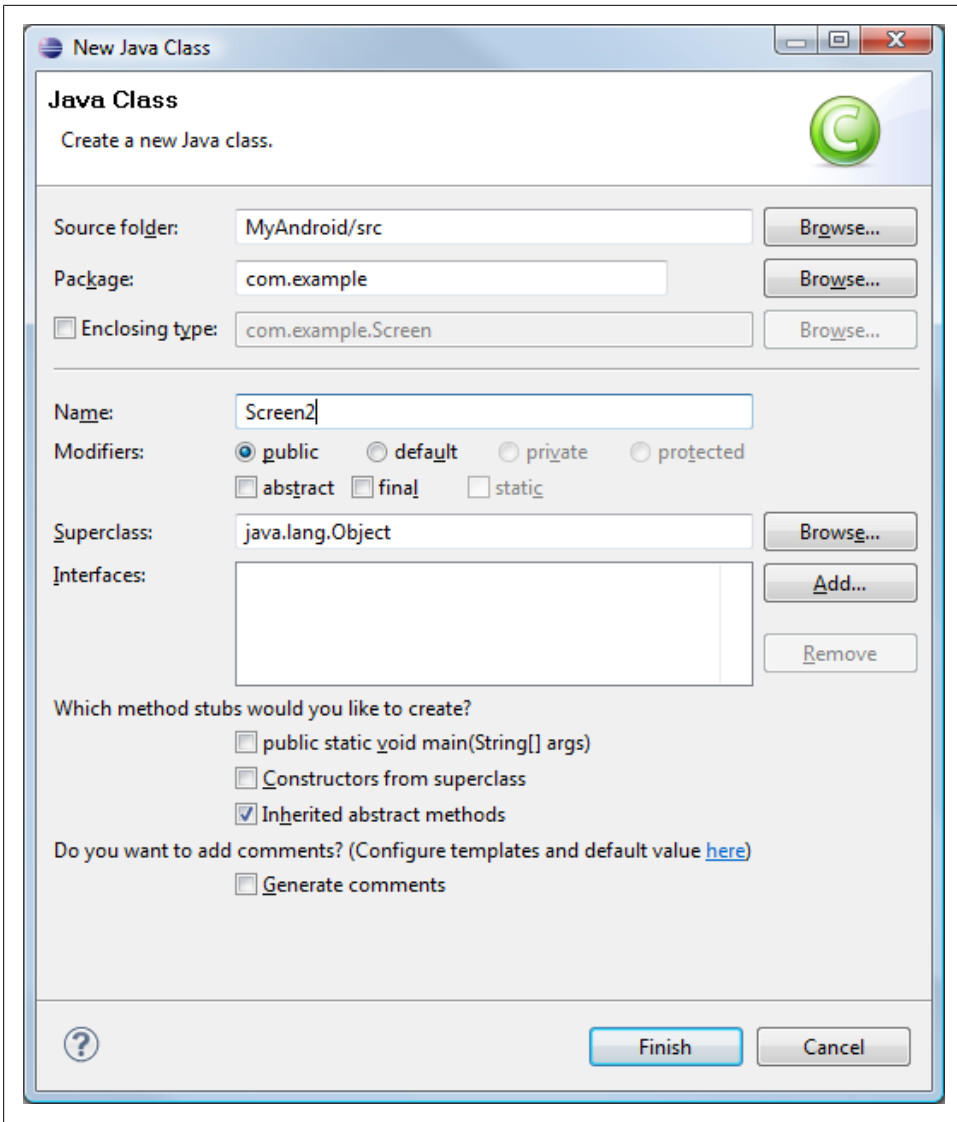 New Java Class
Java Class
Create a new Java class.
Source folder: MyAndroid/src Browse...
Package: com.example Browse...
Enclosing type: com.example.Screen Browse...
Name: Screen2
Modifiers: public default private protected
abstract final static
Superclass: java.lang.Object Browse...
Interfaces: Add...
Remove
Which method stubs would you like to create?
public static void main(String[] args)
Constructors from superclass
Inherited abstract methods
Do you want to add comments? (Configure templates and default value here)
Generate comments
Finish Cancel